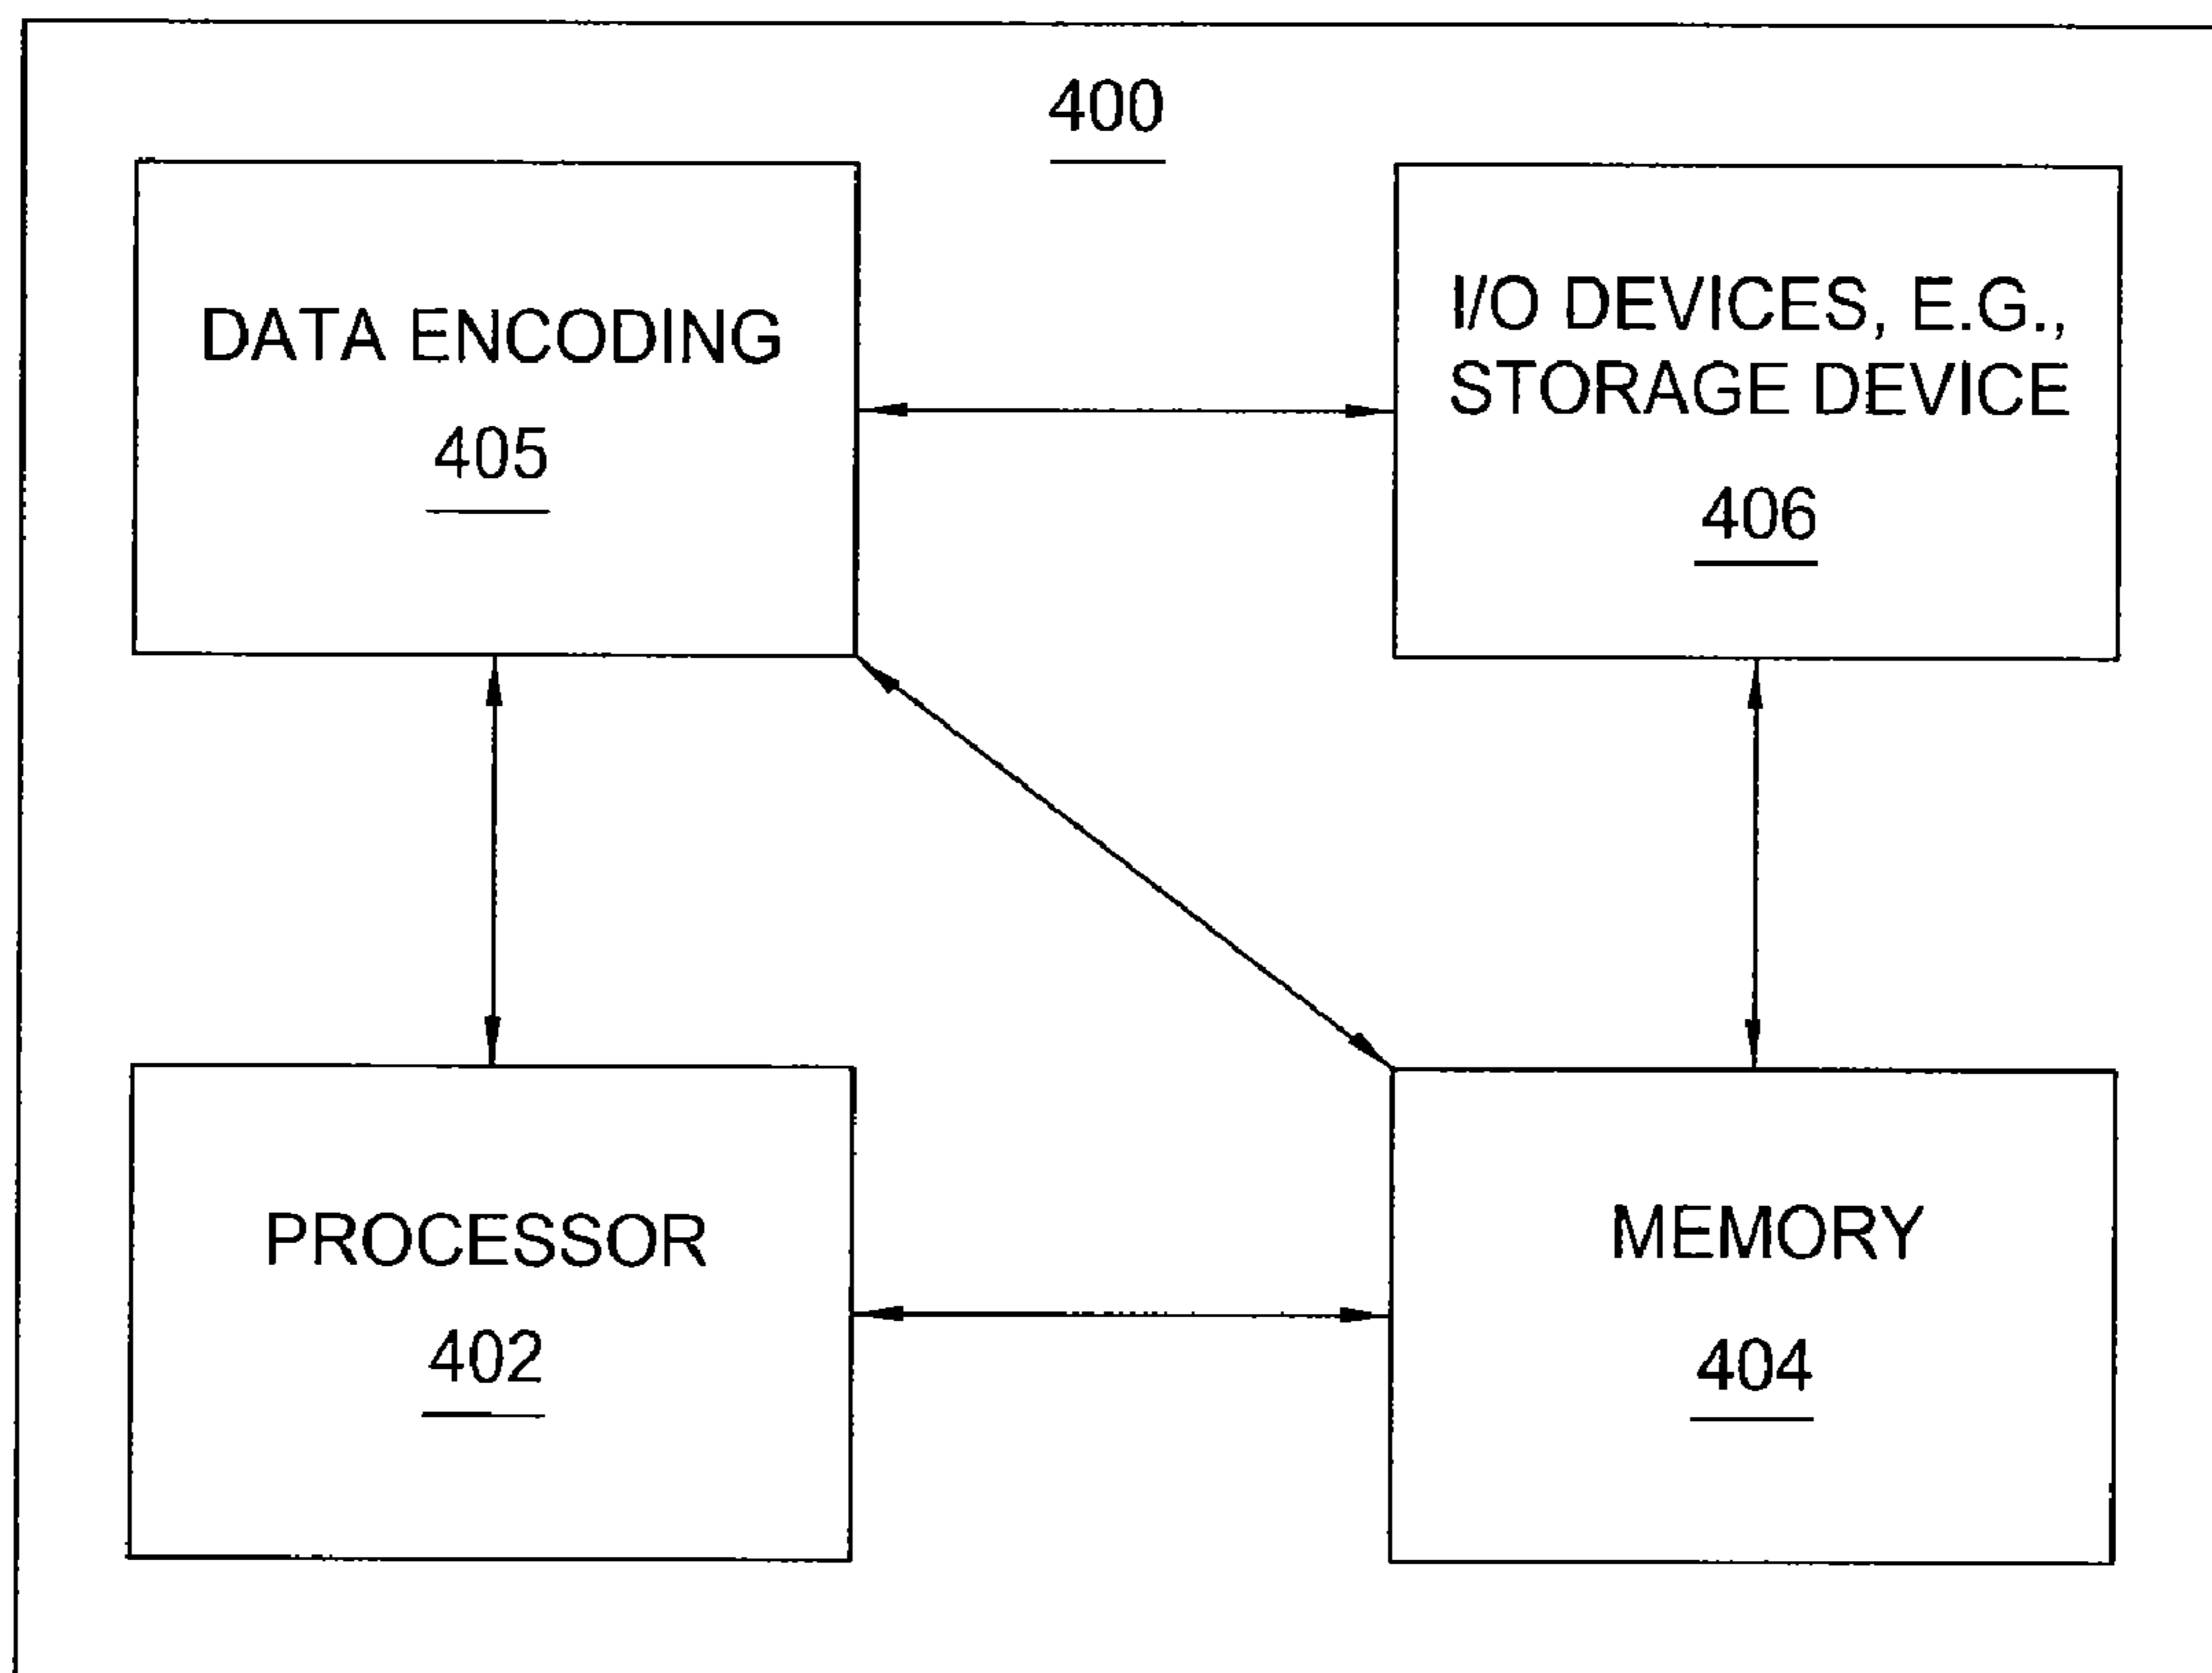 400
DATA ENCODING
405
I/O DEVICES, E.G.,
STORAGE DEVICE
406
PROCESSOR
402
MEMORY
404